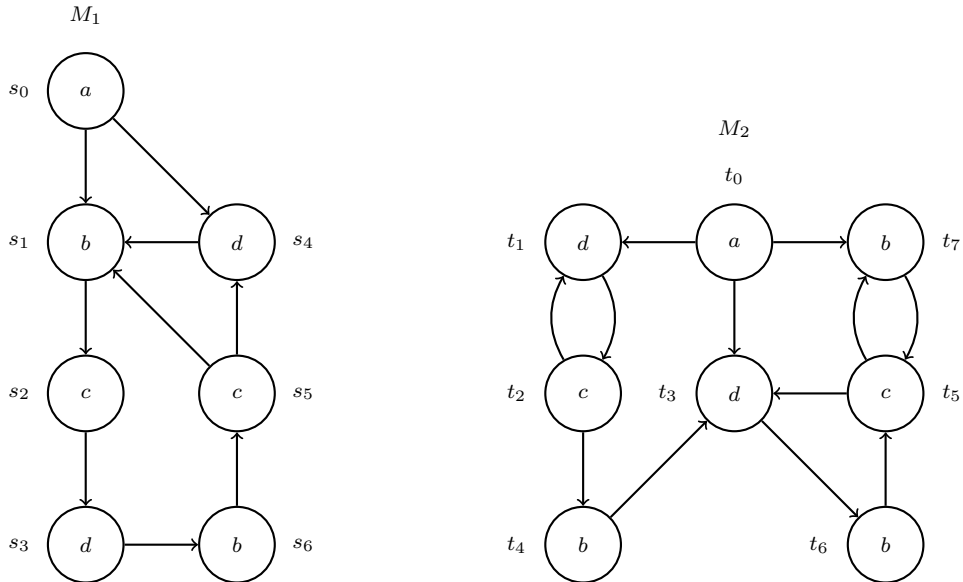 M₁
s₀ a
M₂
t₀
s₁ b d s₄
t₁ d a b t₇
s₂ c c s₅
t₂ c t₃ d c t₅
s₃ d b s₆
t₄ b t₆ b